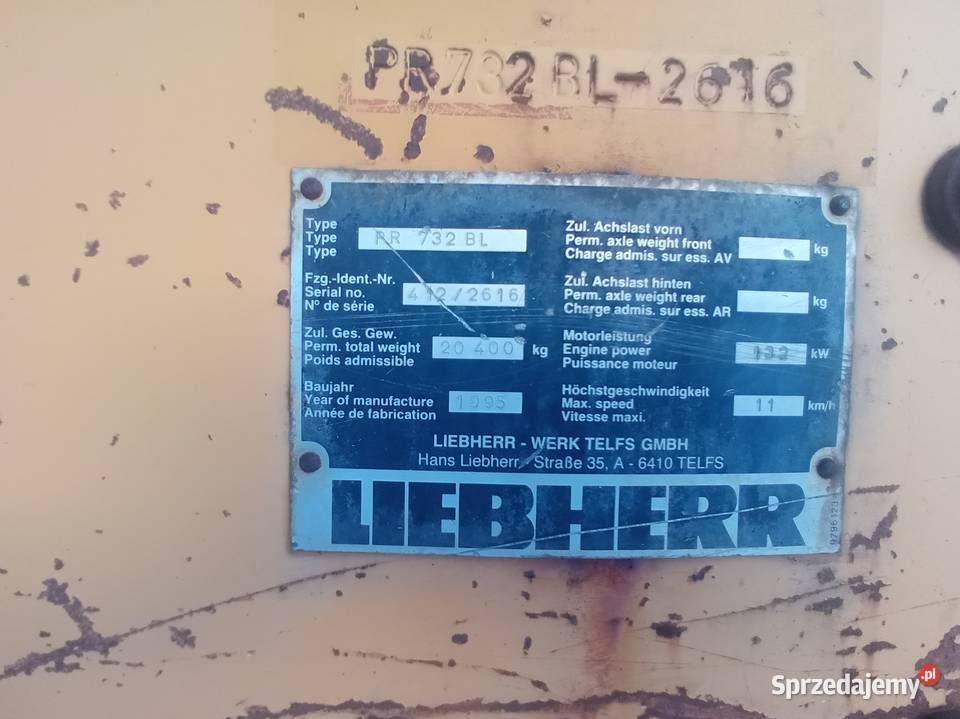 PR 732 BL-2616
Type
Type
Type
PR 732 BL
Fzg.-Ident.-Nr.
Serial no.
N° de série
412/2616
Zul. Ges. Gew.
Perm. total weight
Poids admissible
20 400 kg
Baujahr
Year of manufacture
Année de fabrication
1995
Zul. Achslast vorn
Perm. axle weight front
Charge admis. sur ess. AV
kg
Zul. Achslast hinten
Perm. axle weight rear
Charge admis. sur ess. AR
kg
Motorleistung
Engine power
Puissance moteur
132 kW
Höchstgeschwindigkeit
Max. speed
Vitesse maxi.
11 km/h
LIEBHERR - WERK TELFS GMBH
Hans Liebherr - Straße 35, A - 6410 TELFS
LIEBHERR
9796123
Sprzedajemy.pl